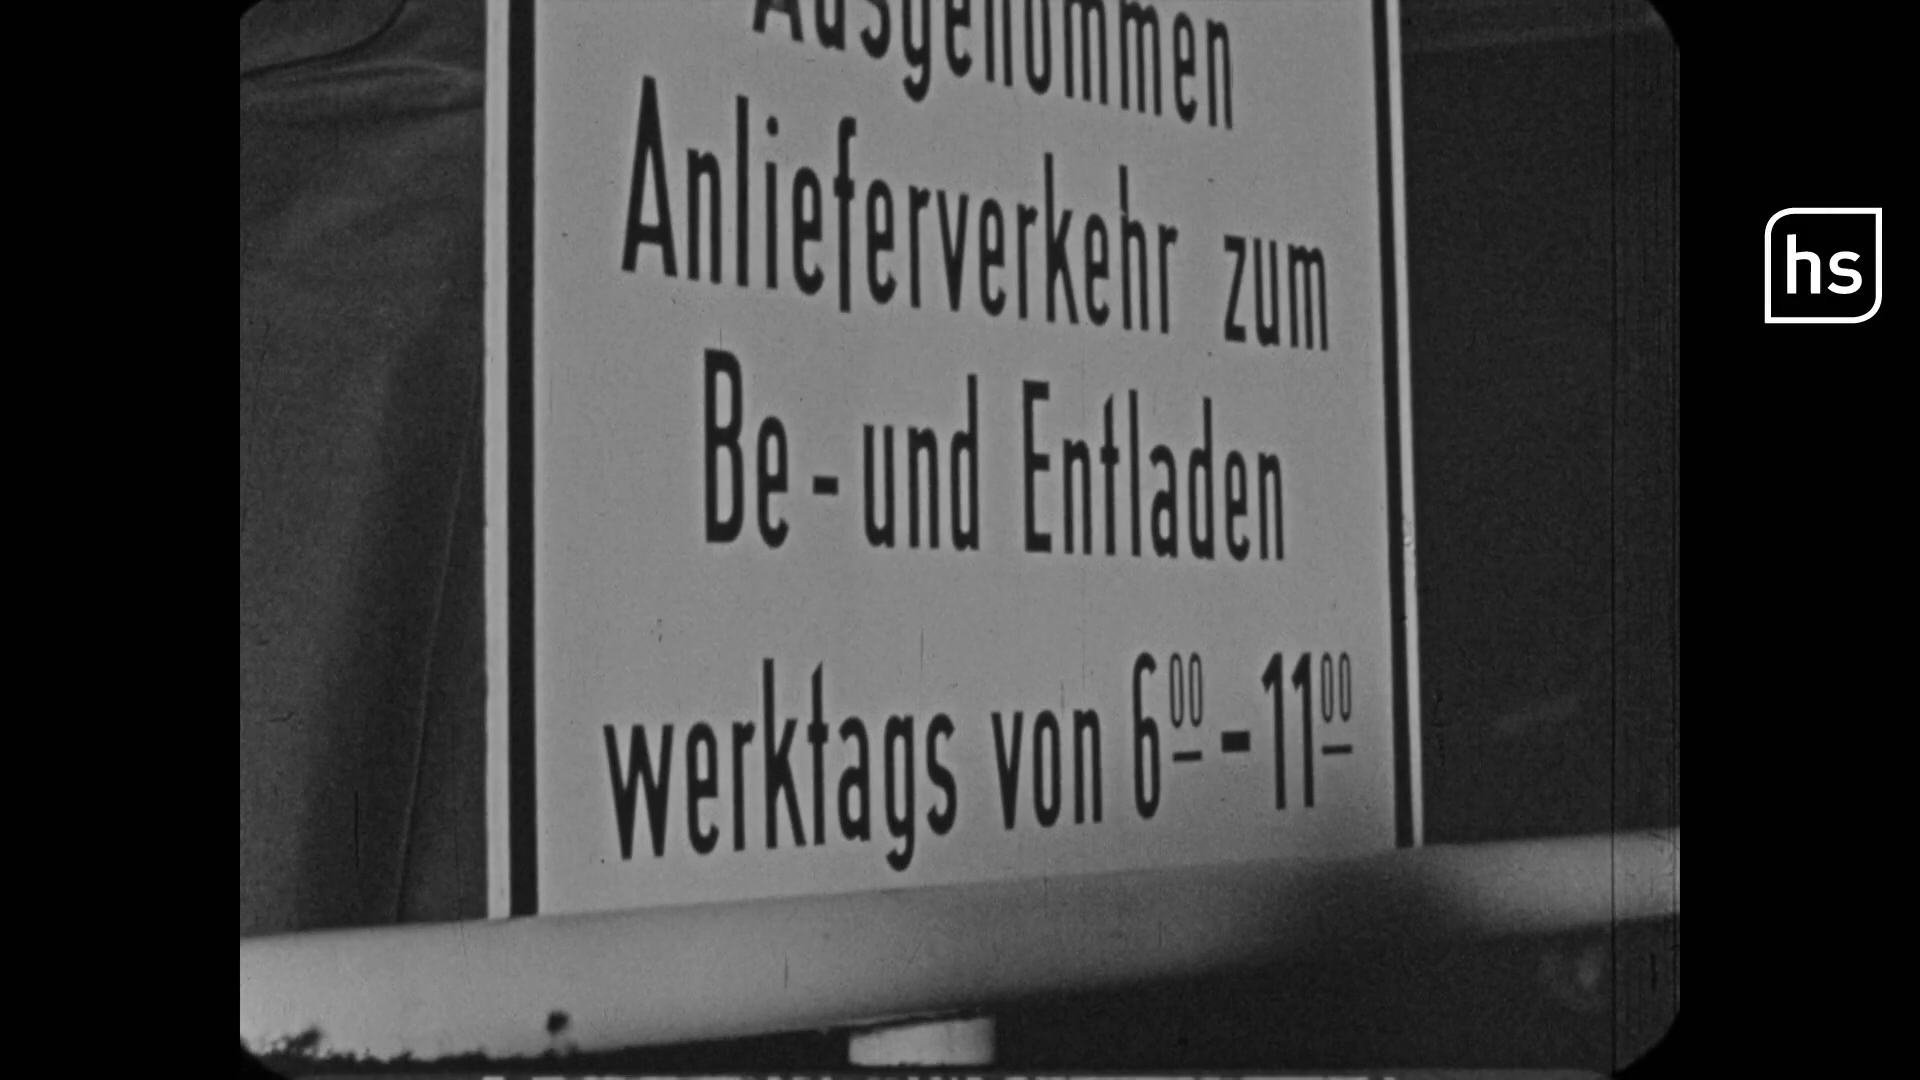 Ausgenommen
Anlieferverkehr zum
Be- und Entladen
werktags von 6⁰⁰-11⁰⁰
hs